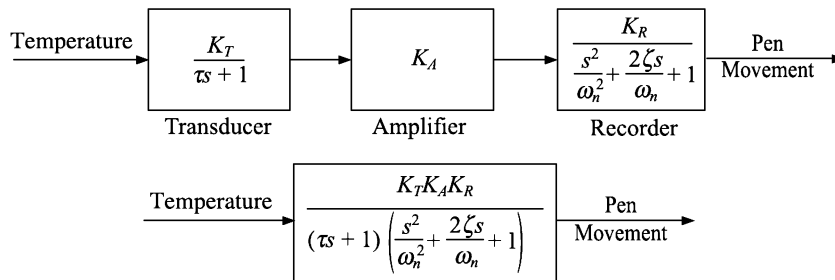 Temperature
K_T
τs + 1
Transducer
K_A
Amplifier
K_R
s²/ω_n² + 2ζs/ω_n + 1
Recorder
Pen
Movement
Temperature
K_T K_A K_R
(τs + 1) (s²/ω_n² + 2ζs/ω_n + 1)
Pen
Movement